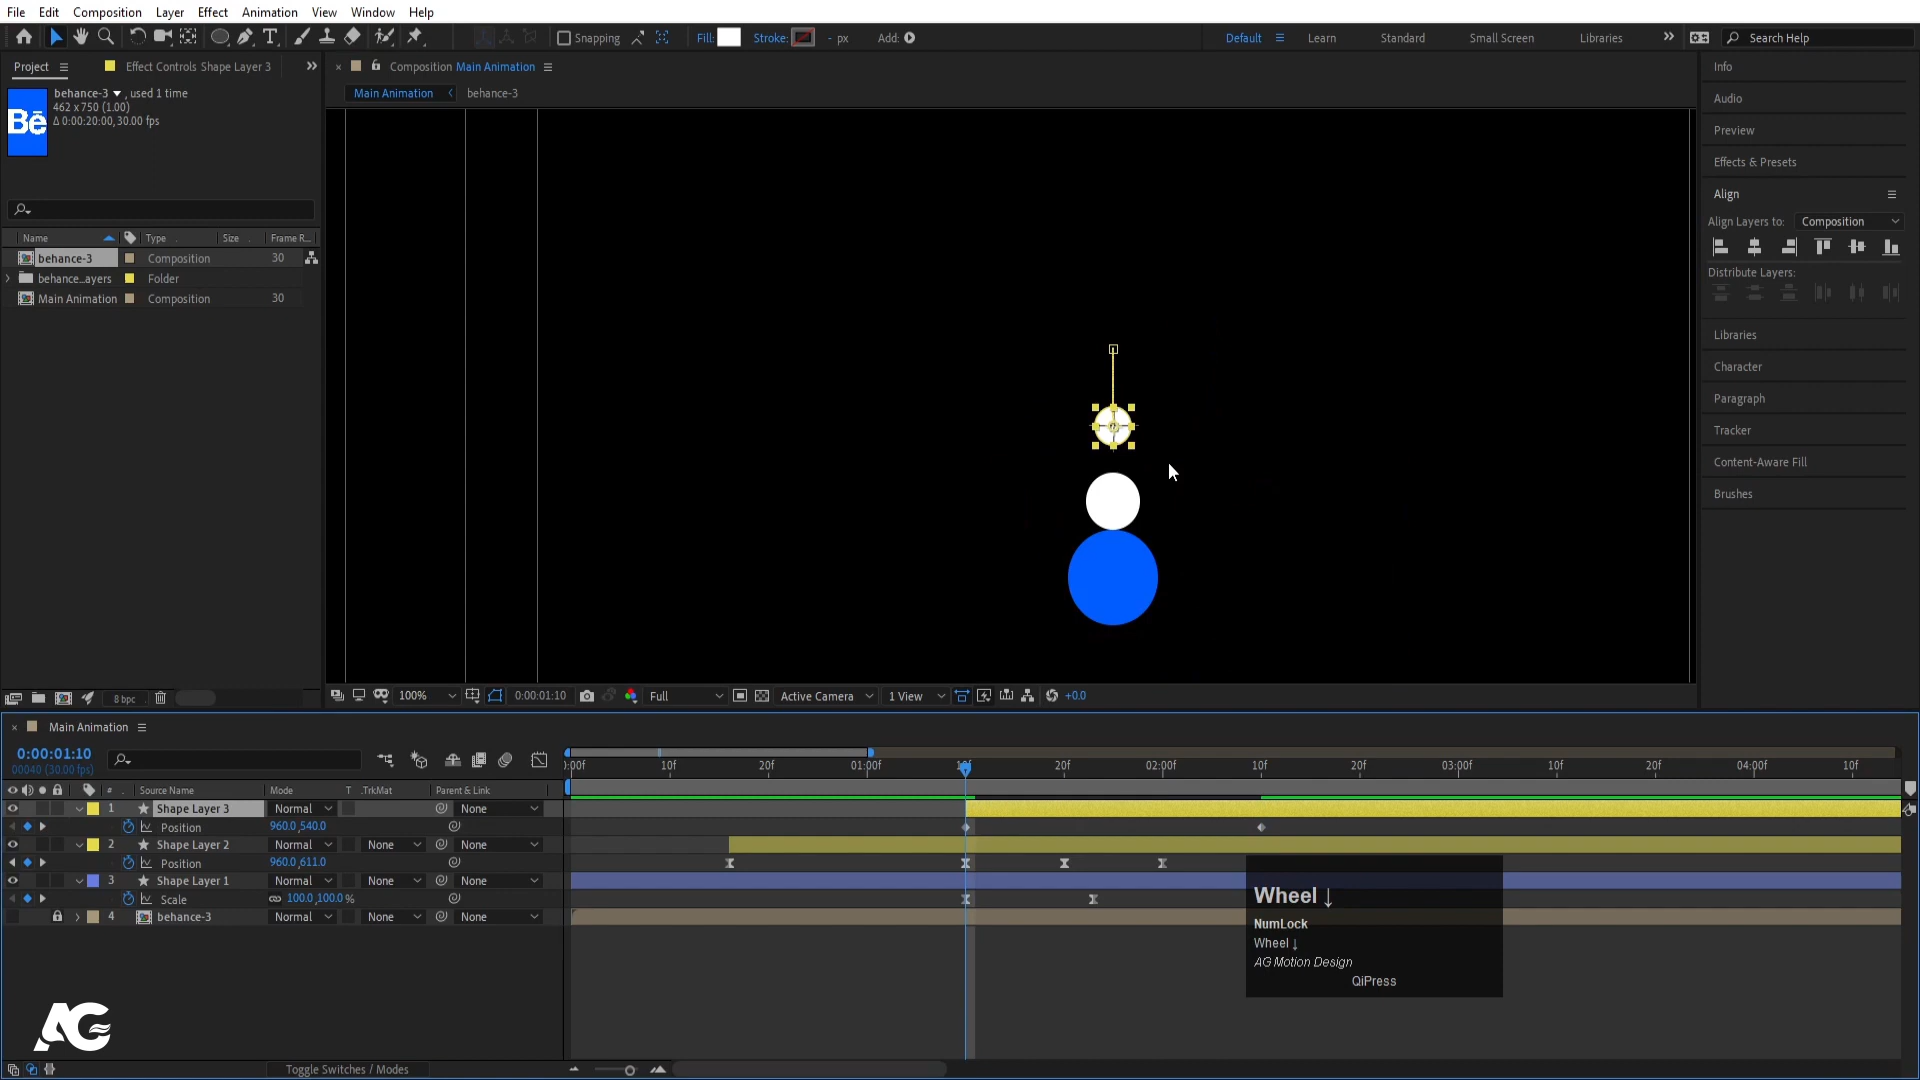 File Edit Composition Layer Effect Animation View Window Help
Snapping Fill: Stroke: - px Add: Default Learn Standard Small Screen Libraries Search Help
Project Effect Controls Shape Layer 3 Composition Main Animation Info
Main Animation behance-3
behance-3 , used 1 time
462 x 750 (1.00)
Δ 0:00:20:00, 30.00 fps
Bē
Audio
Preview
Effects & Presets
Align
Align Layers to: Composition
Distribute Layers:
Name Type Size Frame R...
behance-3 Composition 30
behance...ayers Folder
Main Animation Composition 30
Libraries
Character
Paragraph
Tracker
Content-Aware Fill
Brushes
8 bpc 100% 0:00:01:10 Full Active Camera 1 View +0.0
Main Animation
0:00:01:10
00040 (30.00 fps)
:00f 10f 20f 01:00f 10f 20f 02:00f 10f 20f 03:00f 10f 20f 04:00f 10f
# Source Name Mode T .TrkMat Parent & Link
1 Shape Layer 3 Normal None
Position 960.0,540.0
2 Shape Layer 2 Normal None None
Position 960.0,611.0
3 Shape Layer 1 Normal None None
Scale 100.0,100.0%
4 behance-3 Normal None None
Wheel ↓
NumLock
Wheel ↓
AG Motion Design
QiPress
AG
Toggle Switches / Modes